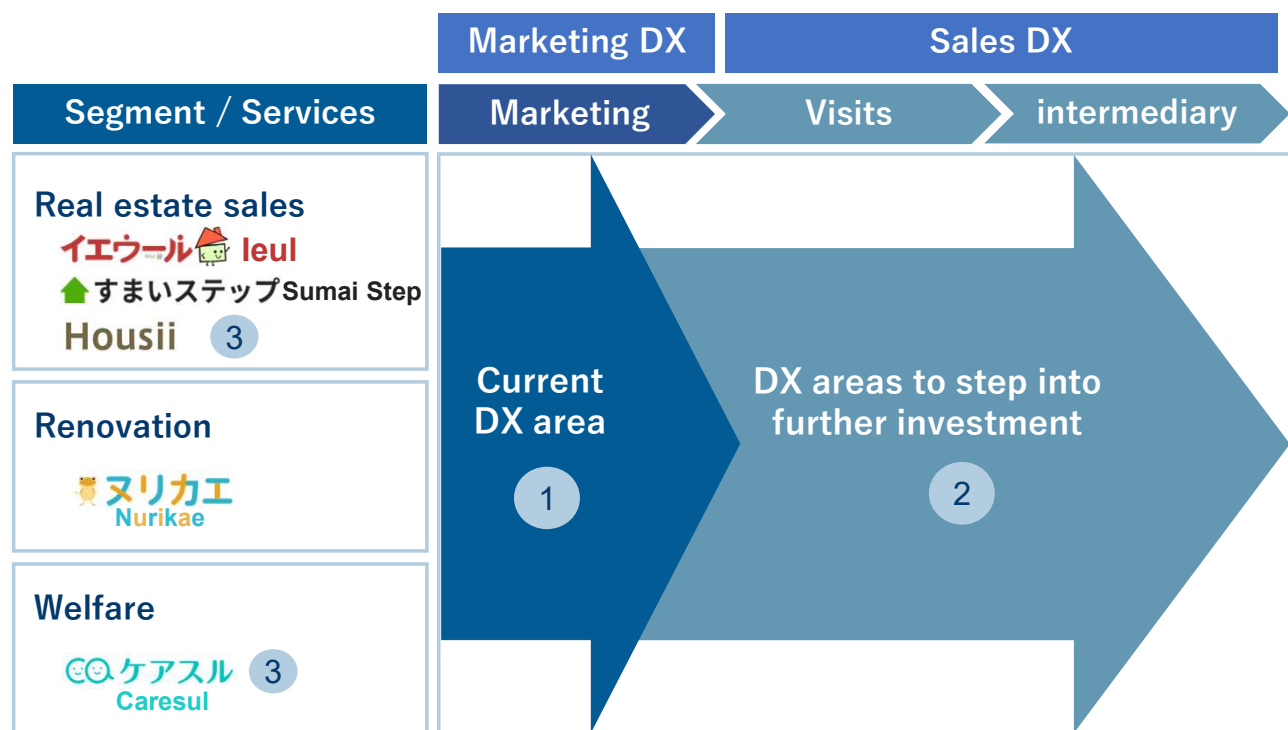 Marketing DX
Sales DX
Segment / Services
Marketing
Visits
intermediary
Real estate sales
イエウール Ieul
すまいステップ Sumai Step
Housii 3
Renovation
ヌリカエ
Nurikae
Welfare
ケアスル 3
Caresul
Current
DX area
1
DX areas to step into
further investment
2